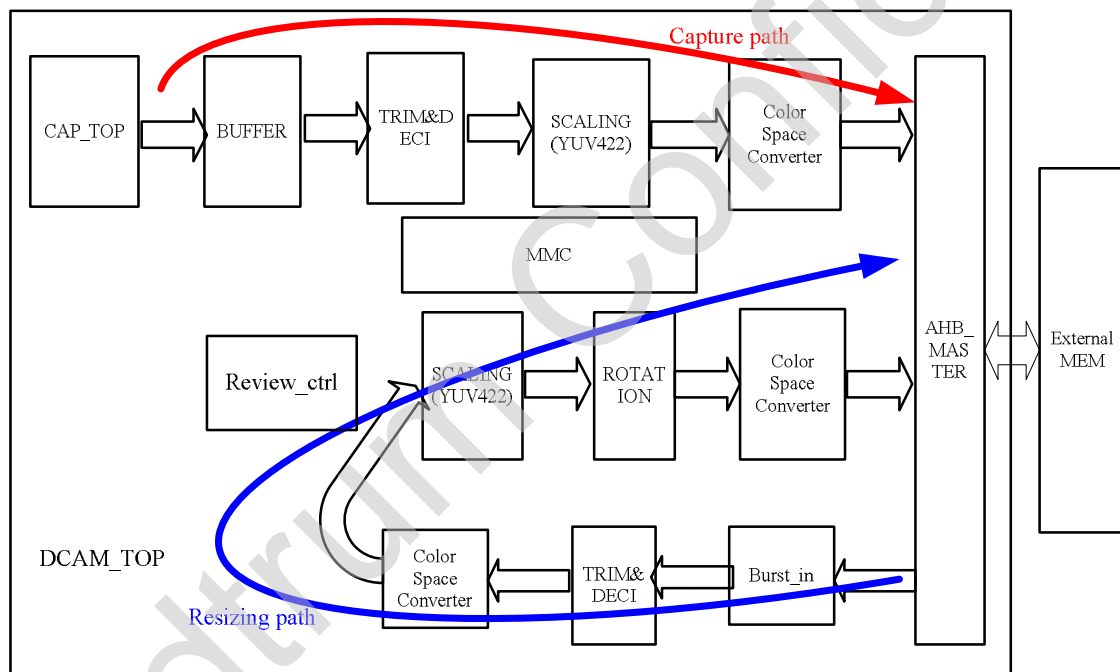 Capture path
CAP_TOP
BUFFER
TRIM&D
ECI
SCALING
(YUV422)
Color
Space
Converter
MMC
AHB_
MAS
TER
External
MEM
Review_ctrl
SCALING
(YUV422)
ROTAT
ION
Color
Space
Converter
DCAM_TOP
Color
Space
Converter
TRIM&
DECI
Burst_in
Resizing path